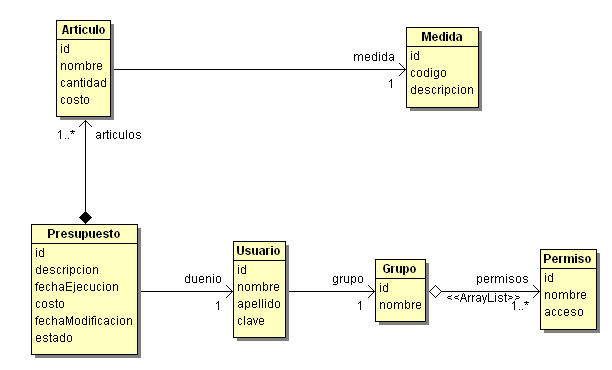 Articulo
id
nombre
cantidad
costo
medida
1
Medida
id
codigo
descripcion
1..*
articulos
Presupuesto
id
descripcion
fechaEjecucion
costo
fechaModificacion
estado
duenio
1
Usuario
id
nombre
apellido
clave
grupo
1
Grupo
id
nombre
permisos
<<ArrayList>>
1..*
Permiso
id
nombre
acceso